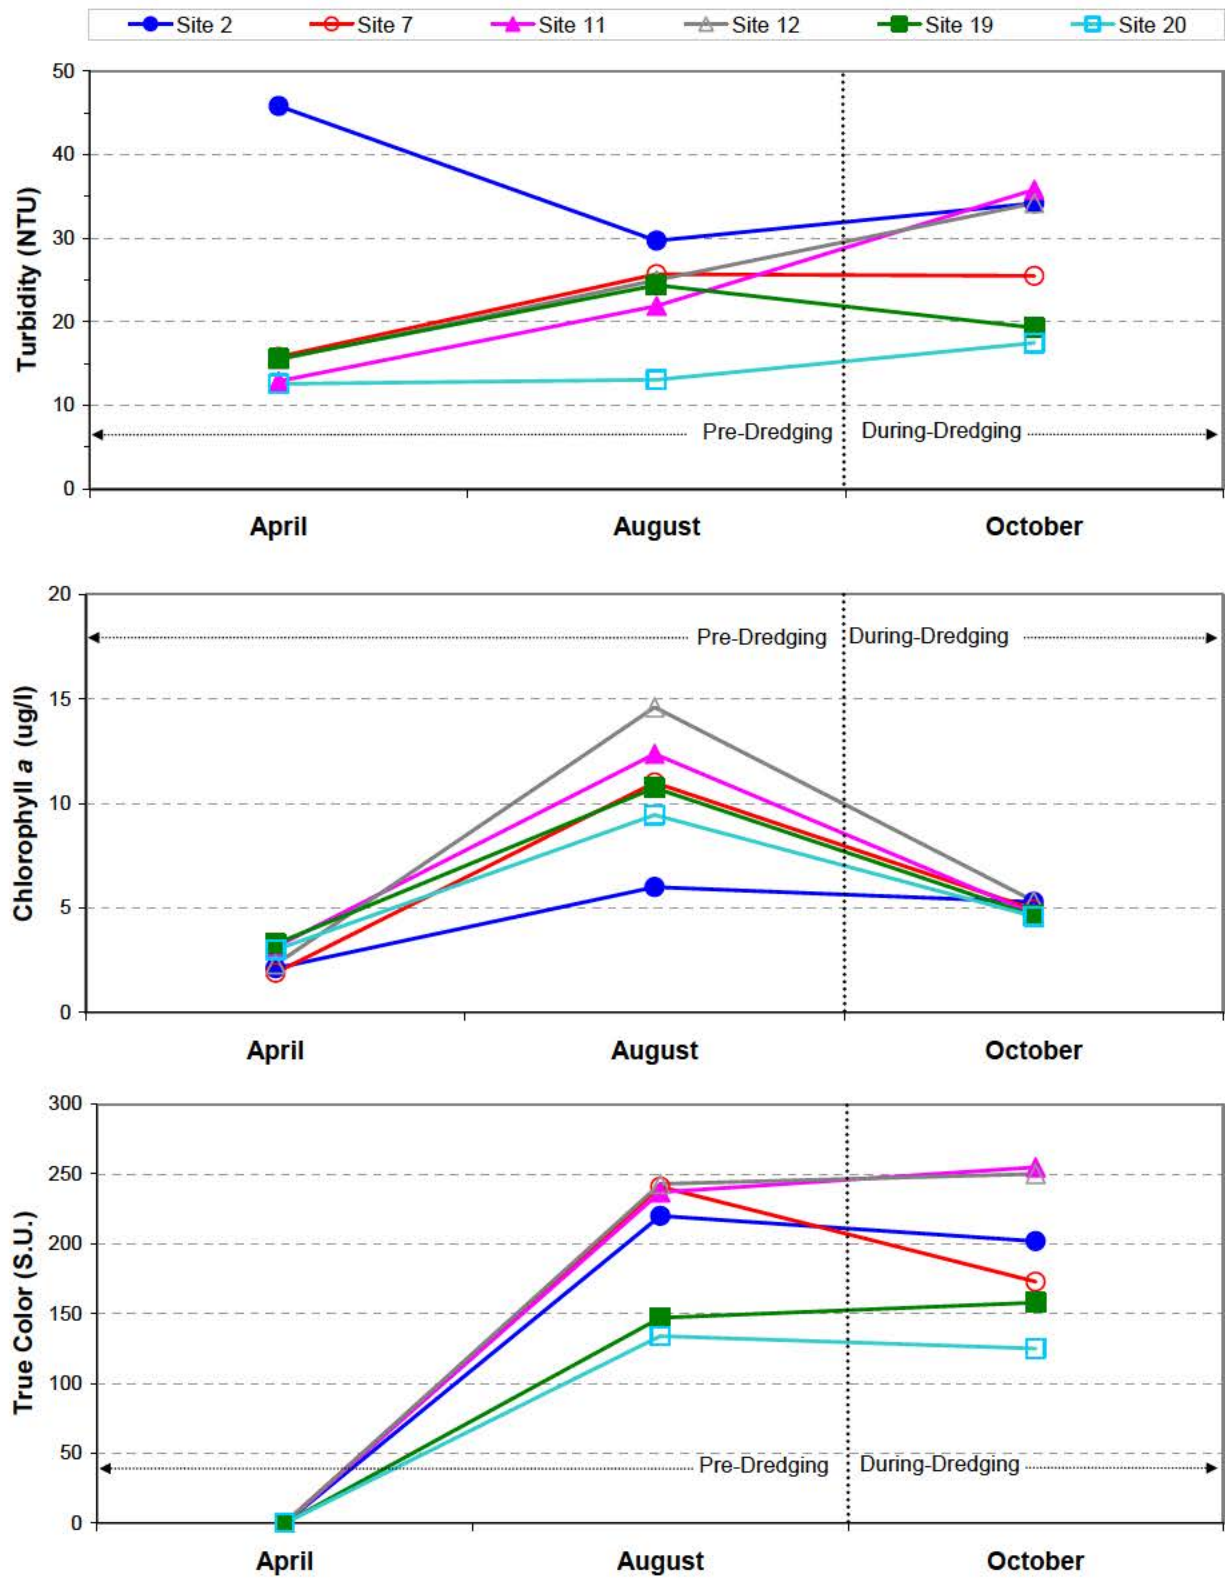 Site 2 Site 7 Site 11 Site 12 Site 19 Site 20
50
40
30
20
10
0
Turbidity (NTU)
Pre-Dredging During-Dredging
April August October
20
15
10
5
0
Chlorophyll a (ug/l)
Pre-Dredging During-Dredging
April August October
300
250
200
150
100
50
0
True Color (S.U.)
Pre-Dredging During-Dredging
April August October